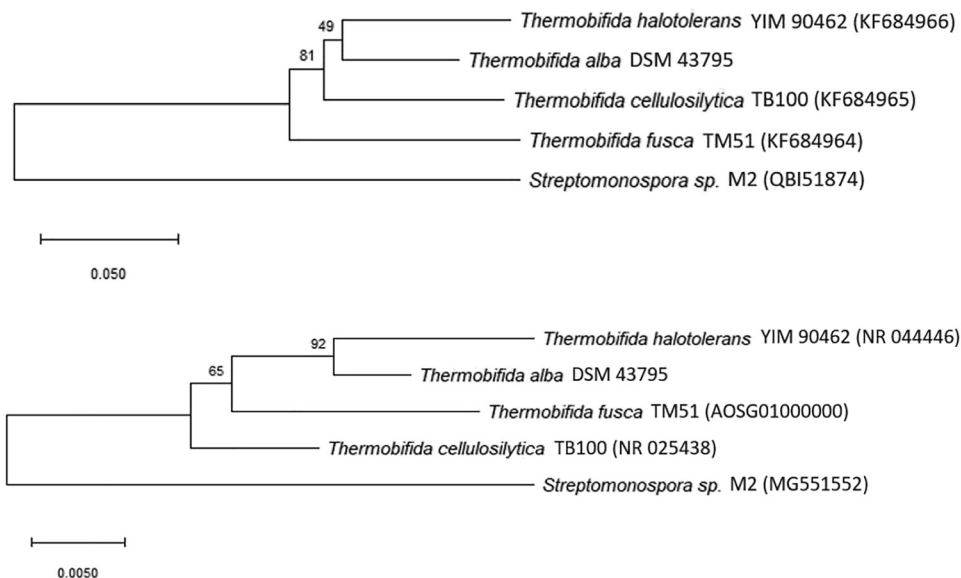 Thermobifida halotolerans YIM 90462 (KF684966)
49
Thermobifida alba DSM 43795
81
Thermobifida cellulosilytica TB100 (KF684965)
Thermobifida fusca TM51 (KF684964)
Streptomonospora sp. M2 (QBI51874)
0.050
Thermobifida halotolerans YIM 90462 (NR 044446)
92
Thermobifida alba DSM 43795
65
Thermobifida fusca TM51 (AOSG01000000)
Thermobifida cellulosilytica TB100 (NR 025438)
Streptomonospora sp. M2 (MG551552)
0.0050